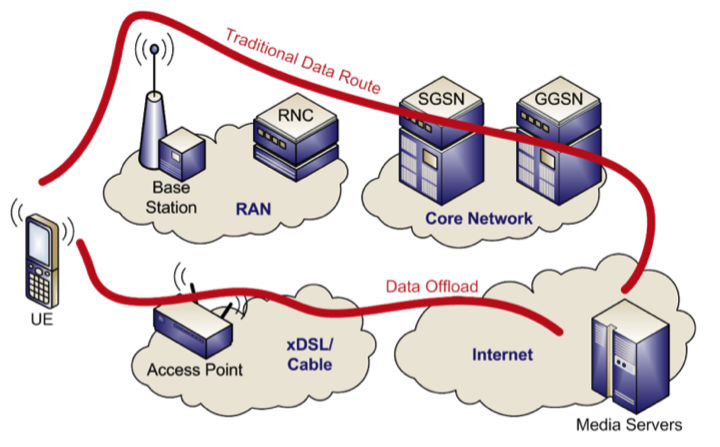 Traditional Data Route
SGSN
GGSN
RNC
Base
Station
RAN
Core Network
UE
Data Offload
Access Point
xDSL/
Cable
Internet
Media Servers